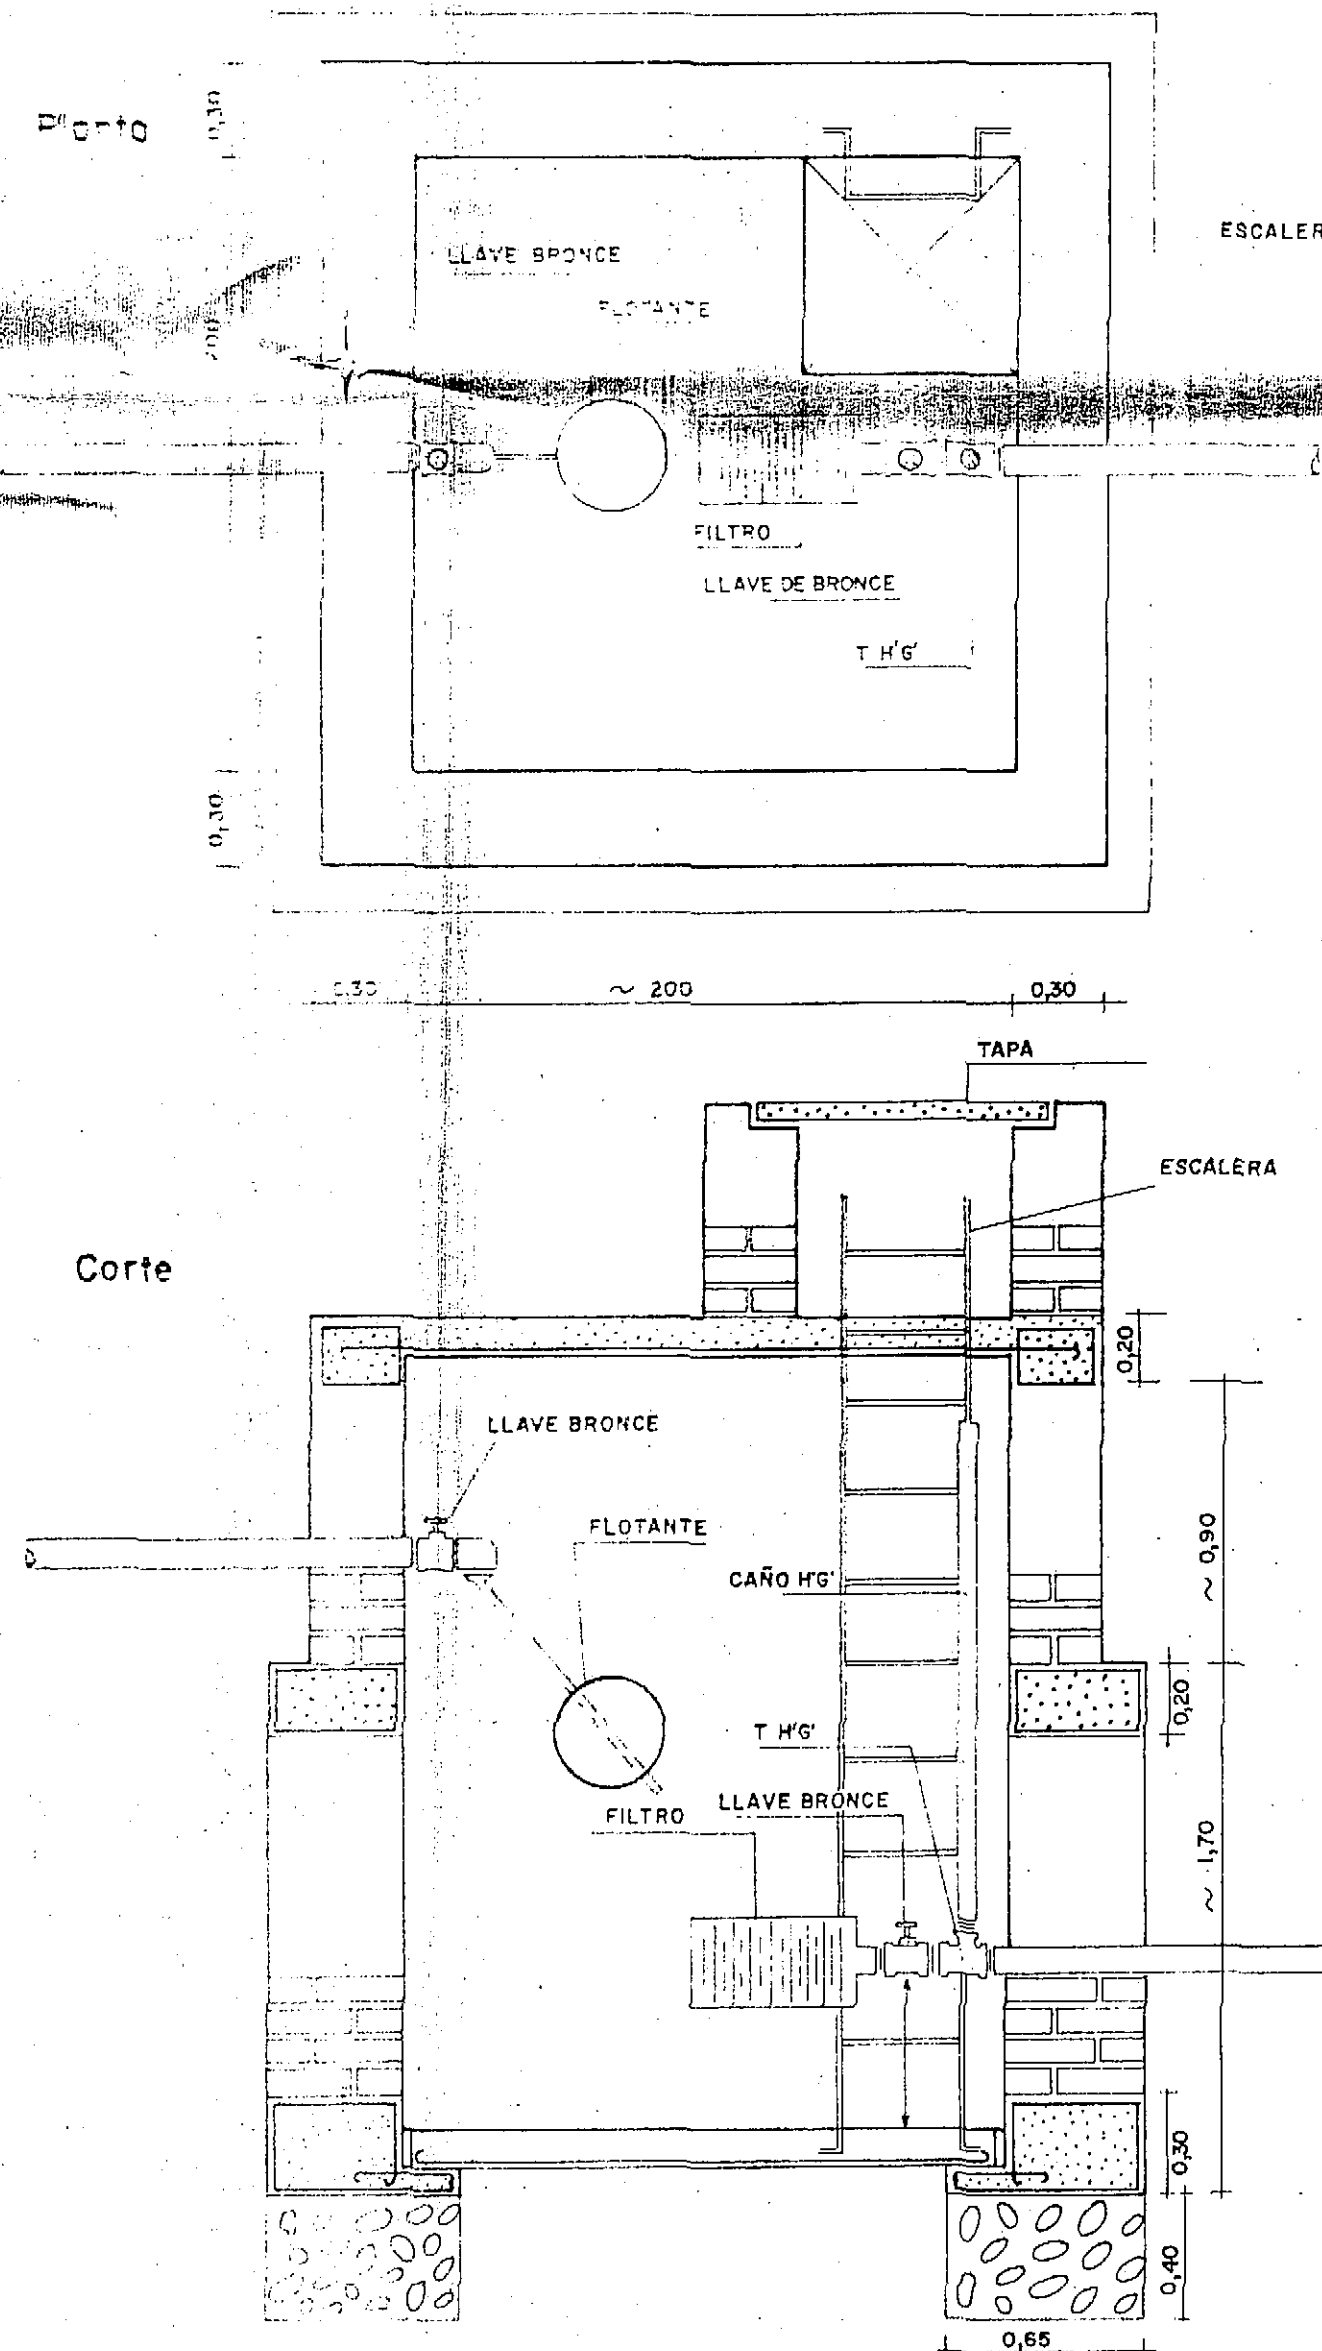 Planta
0,30
ESCALER
LLAVE BRONCE
FLOTANTE
200
FILTRO
LLAVE DE BRONCE
T H'G'
0,30
0.30
~ 200
0,30
TAPA
ESCALERA
Corte
0,20
LLAVE BRONCE
FLOTANTE
~ 0,90
CAÑO H'G'
0,20
T H'G'
LLAVE BRONCE
FILTRO
~ 1,70
0,30
0,40
0,65